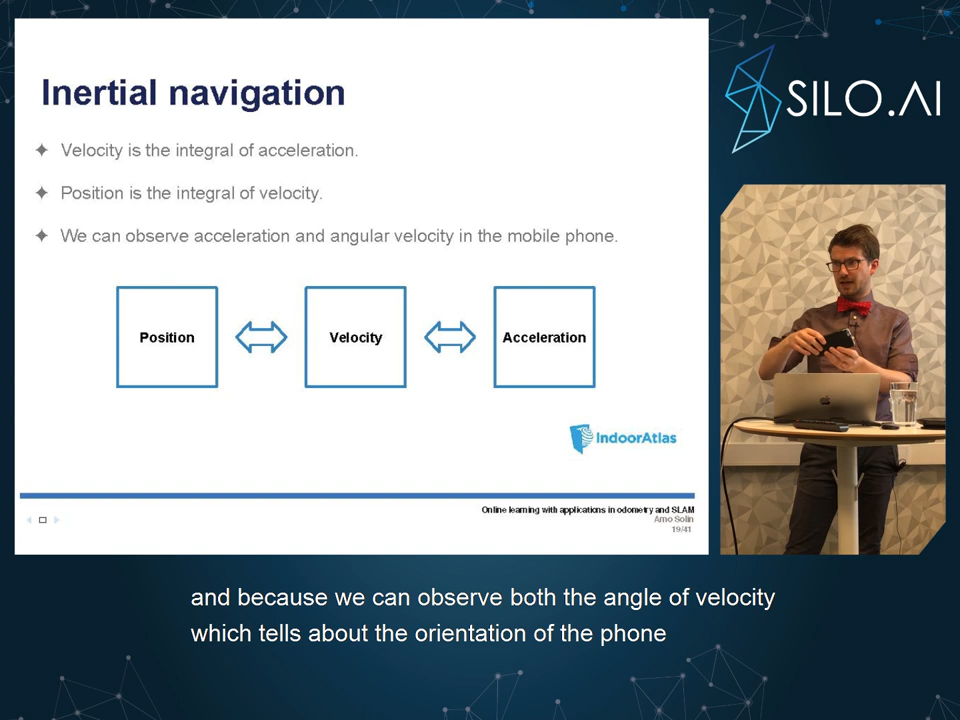 Inertial navigation
✦ Velocity is the integral of acceleration.
✦ Position is the integral of velocity.
✦ We can observe acceleration and angular velocity in the mobile phone.
Position
Velocity
Acceleration
IndoorAtlas
Online learning with applications in odometry and SLAM
Arno Solin
19/41
SILO.AI
and because we can observe both the angle of velocity
which tells about the orientation of the phone